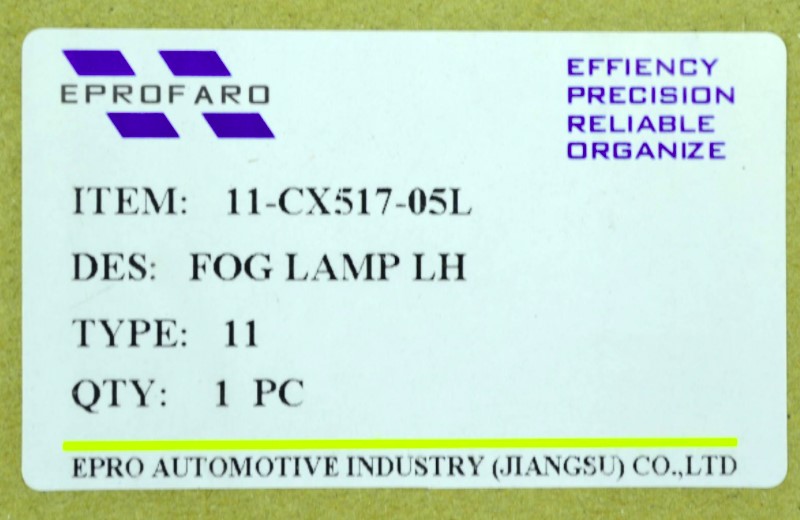 EPROFARO
EFFIENCY
PRECISION
RELIABLE
ORGANIZE
ITEM: 11-CX517-05L
DES: FOG LAMP LH
TYPE: 11
QTY: 1 PC
EPRO AUTOMOTIVE INDUSTRY (JIANGSU) CO.,LTD